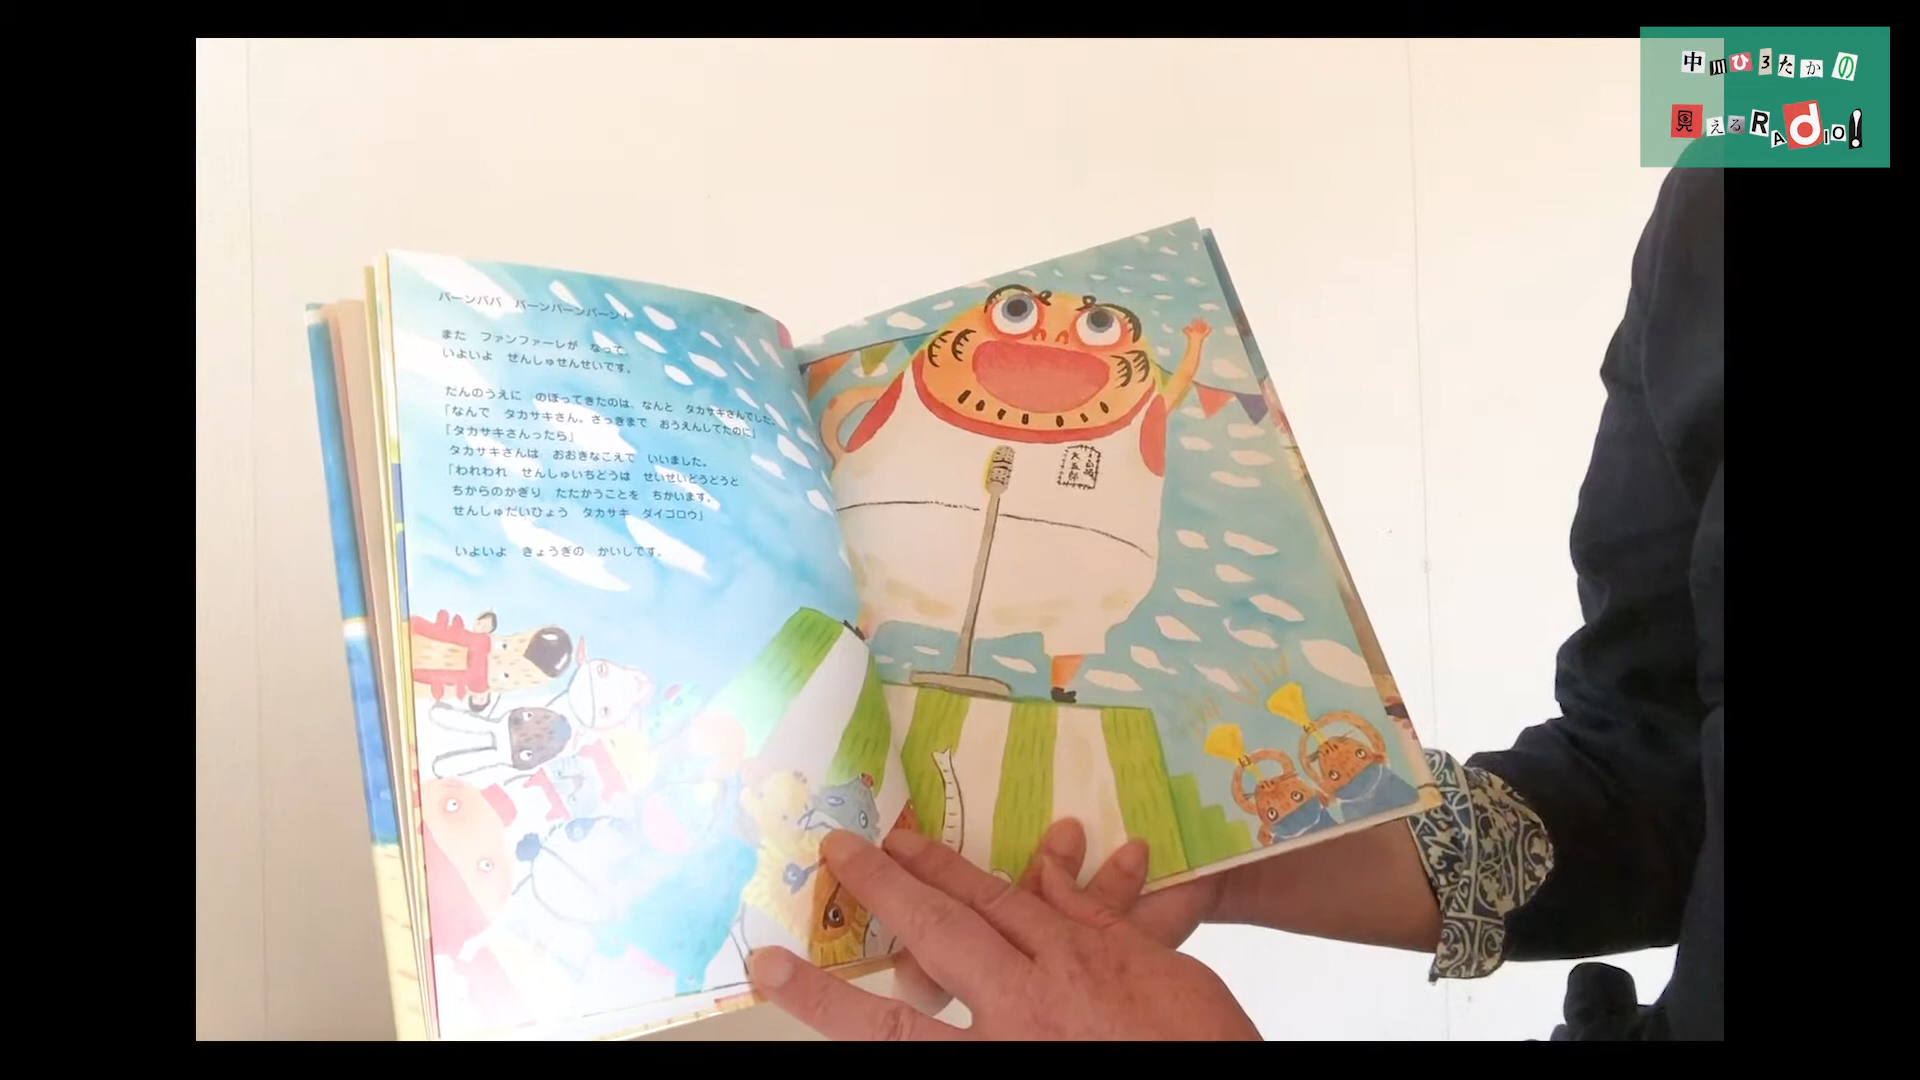 中川ひろたかの
見えるRADIO!
パーンパパ パーンパーンパーン!
また ファンファーレが なって、
いよいよ せんしゅせんせいです。
だんのうえに のぼってきたのは、なんと タカサキさんでした。
「なんで タカサキさん。さっきまで おうえんしてたのに」
「タカサキさんったら」
タカサキさんは おおきなこえで いいました。
「われわれ せんしゅいちどうは せいせいどうどうと
ちからのかぎり たたかうことを ちかいます。
せんしゅだいひょう タカサキ ダイゴロウ」
いよいよ きょうぎの かいしです。
大五郎